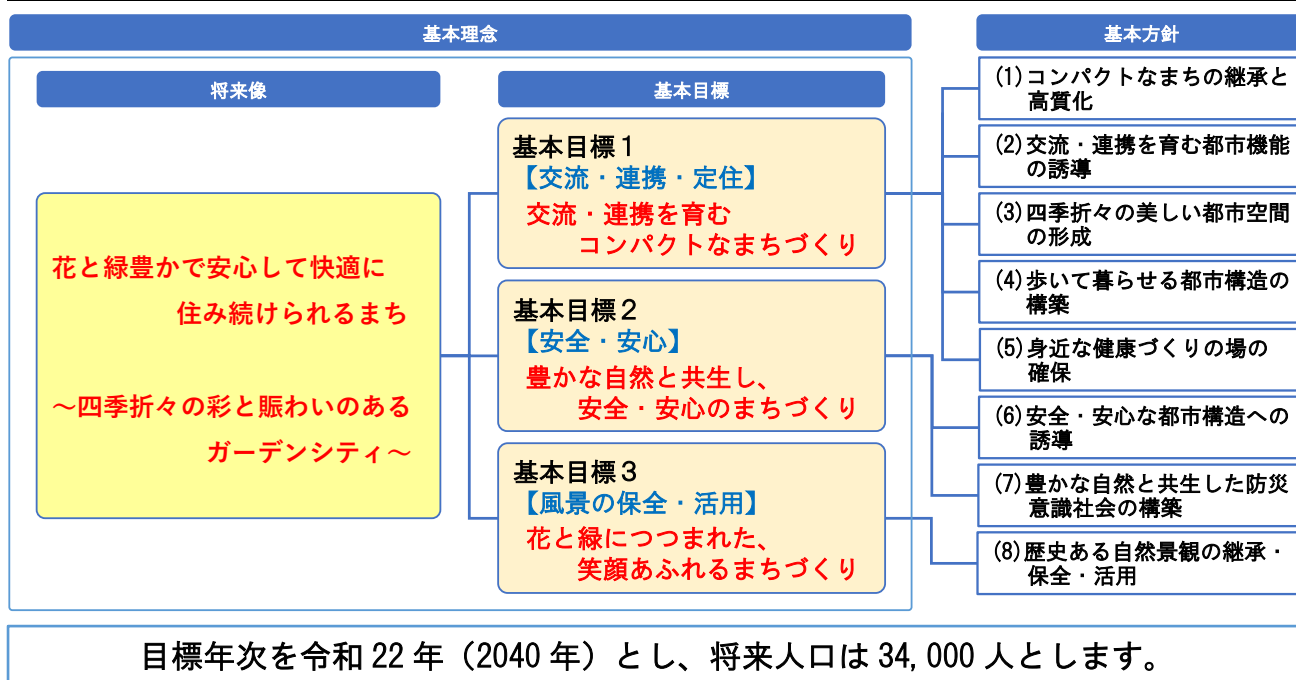 基本理念
将来像
花と緑豊かで安心して快適に
住み続けられるまち
～四季折々の彩と賑わいのある
ガーデンシティ～
基本目標
基本目標１
【交流・連携・定住】
交流・連携を育む
コンパクトなまちづくり
基本目標２
【安全・安心】
豊かな自然と共生し、
安全・安心のまちづくり
基本目標３
【風景の保全・活用】
花と緑につつまれた、
笑顔あふれるまちづくり
基本方針
(1)コンパクトなまちの継承と
高質化
(2)交流・連携を育む都市機能
の誘導
(3)四季折々の美しい都市空間
の形成
(4)歩いて暮らせる都市構造の
構築
(5)身近な健康づくりの場の
確保
(6)安全・安心な都市構造への
誘導
(7)豊かな自然と共生した防災
意識社会の構築
(8)歴史ある自然景観の継承・
保全・活用
目標年次を令和 22 年（2040 年）とし、将来人口は 34,000 人とします。